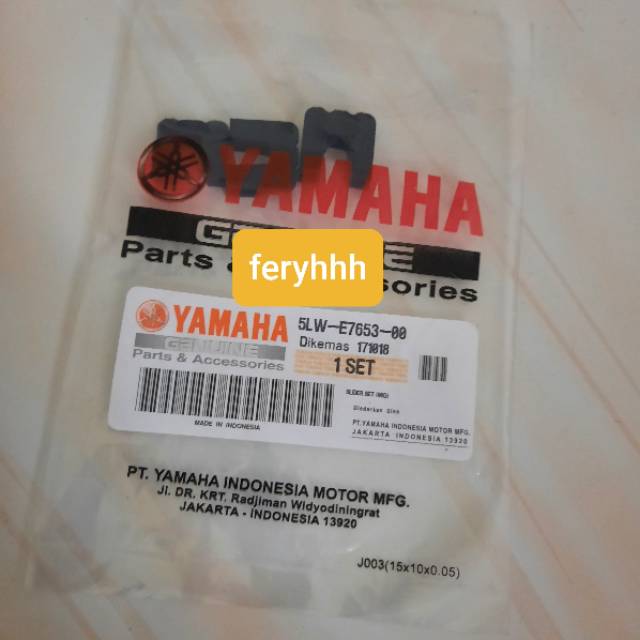 YAMAHA
GENUINE
Parts & Accessories
feryhhh
YAMAHA
GENUINE
Parts & Accessories
5LW-E7653-00
Dikemas 171018
1 SET
MADE IN INDONESIA
PT.YAMAHA INDONESIA MOTOR MFG.
JAKARTA INDONESIA 13920
PT. YAMAHA INDONESIA MOTOR MFG.
Jl. DR. KRT. Radjiman Widyodiningrat
JAKARTA - INDONESIA 13920
J003(15x10x0.05)